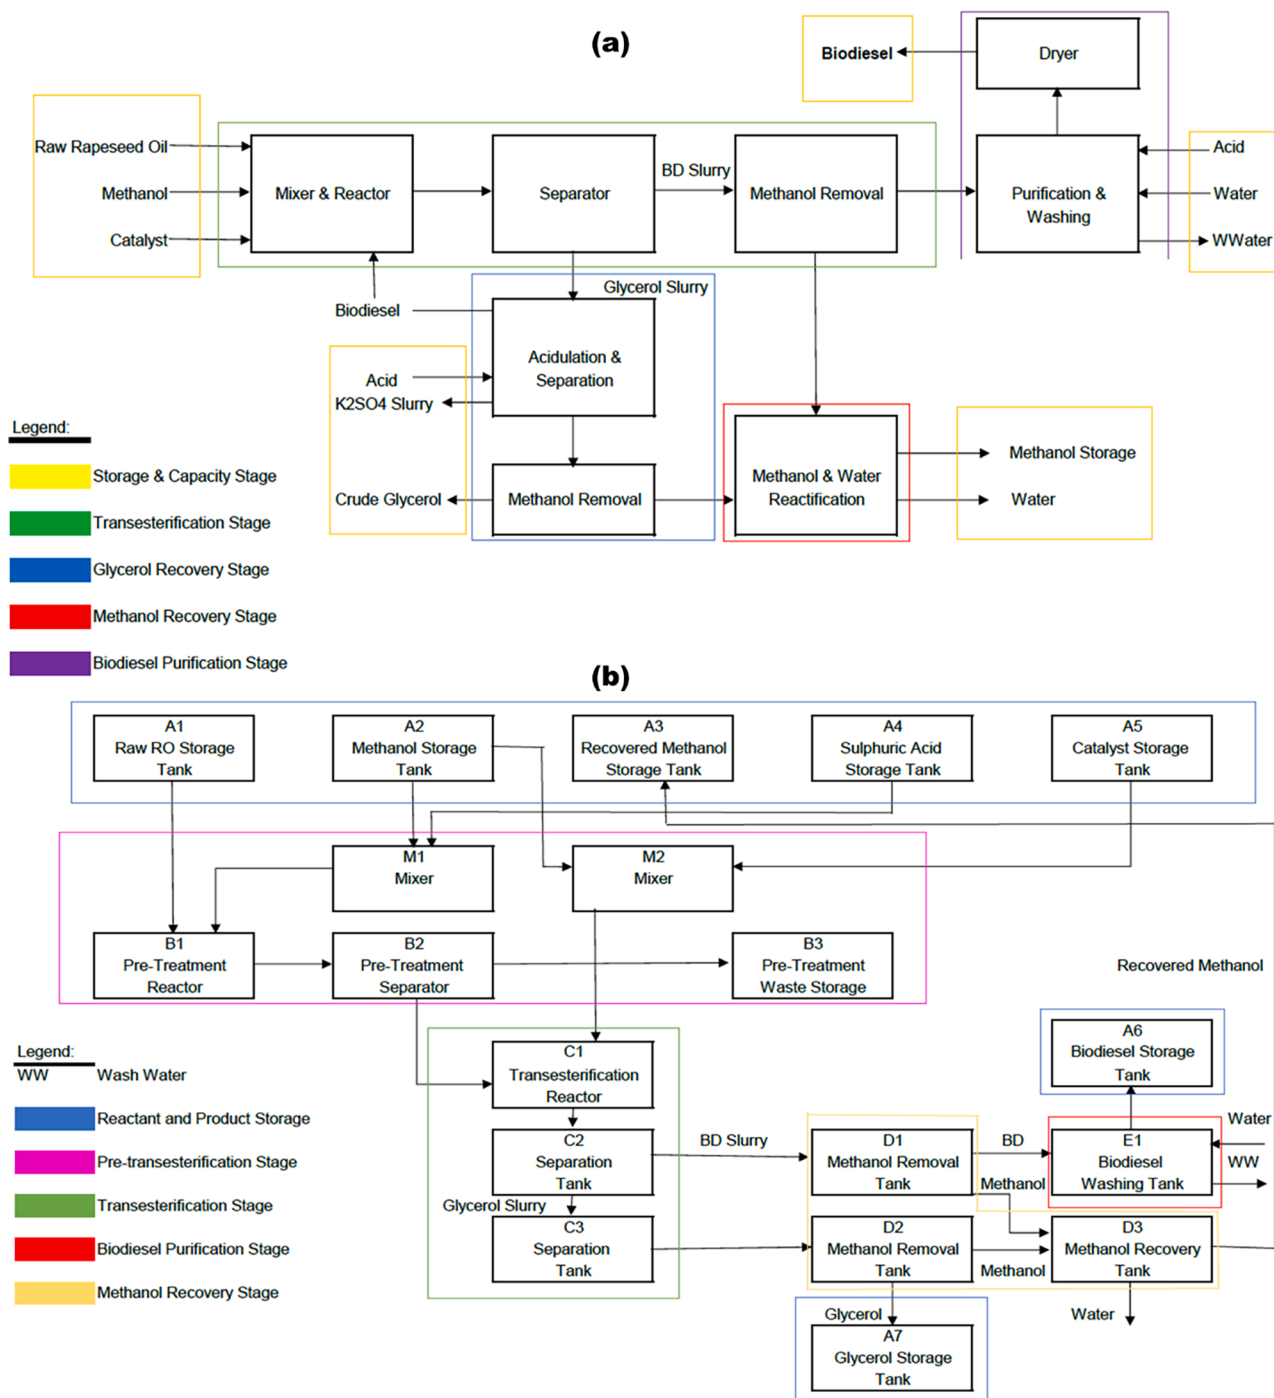 (a)
Biodiesel
Dryer
Raw Rapeseed Oil
Methanol
Catalyst
Mixer & Reactor
Separator
BD Slurry
Methanol Removal
Purification &
Washing
Acid
Water
WWater
Biodiesel
Glycerol Slurry
Acidulation &
Separation
Acid
K2SO4 Slurry
Crude Glycerol
Methanol Removal
Methanol & Water
Reactification
Methanol Storage
Water
Legend:
Storage & Capacity Stage
Transesterification Stage
Glycerol Recovery Stage
Methanol Recovery Stage
Biodiesel Purification Stage
(b)
A1
Raw RO Storage
Tank
A2
Methanol Storage
Tank
A3
Recovered Methanol
Storage Tank
A4
Sulphuric Acid
Storage Tank
A5
Catalyst Storage
Tank
M1
Mixer
M2
Mixer
B1
Pre-Treatment
Reactor
B2
Pre-Treatment
Separator
B3
Pre-Treatment
Waste Storage
Recovered Methanol
C1
Transesterification
Reactor
A6
Biodiesel Storage
Tank
C2
Separation
Tank
BD Slurry
D1
Methanol Removal
Tank
BD
E1
Biodiesel
Washing Tank
Water
WW
Methanol
Glycerol Slurry
C3
Separation
Tank
D2
Methanol Removal
Tank
Methanol
D3
Methanol Recovery
Tank
Glycerol
Water
A7
Glycerol Storage
Tank
Legend:
WW Wash Water
Reactant and Product Storage
Pre-transesterification Stage
Transesterification Stage
Biodiesel Purification Stage
Methanol Recovery Stage